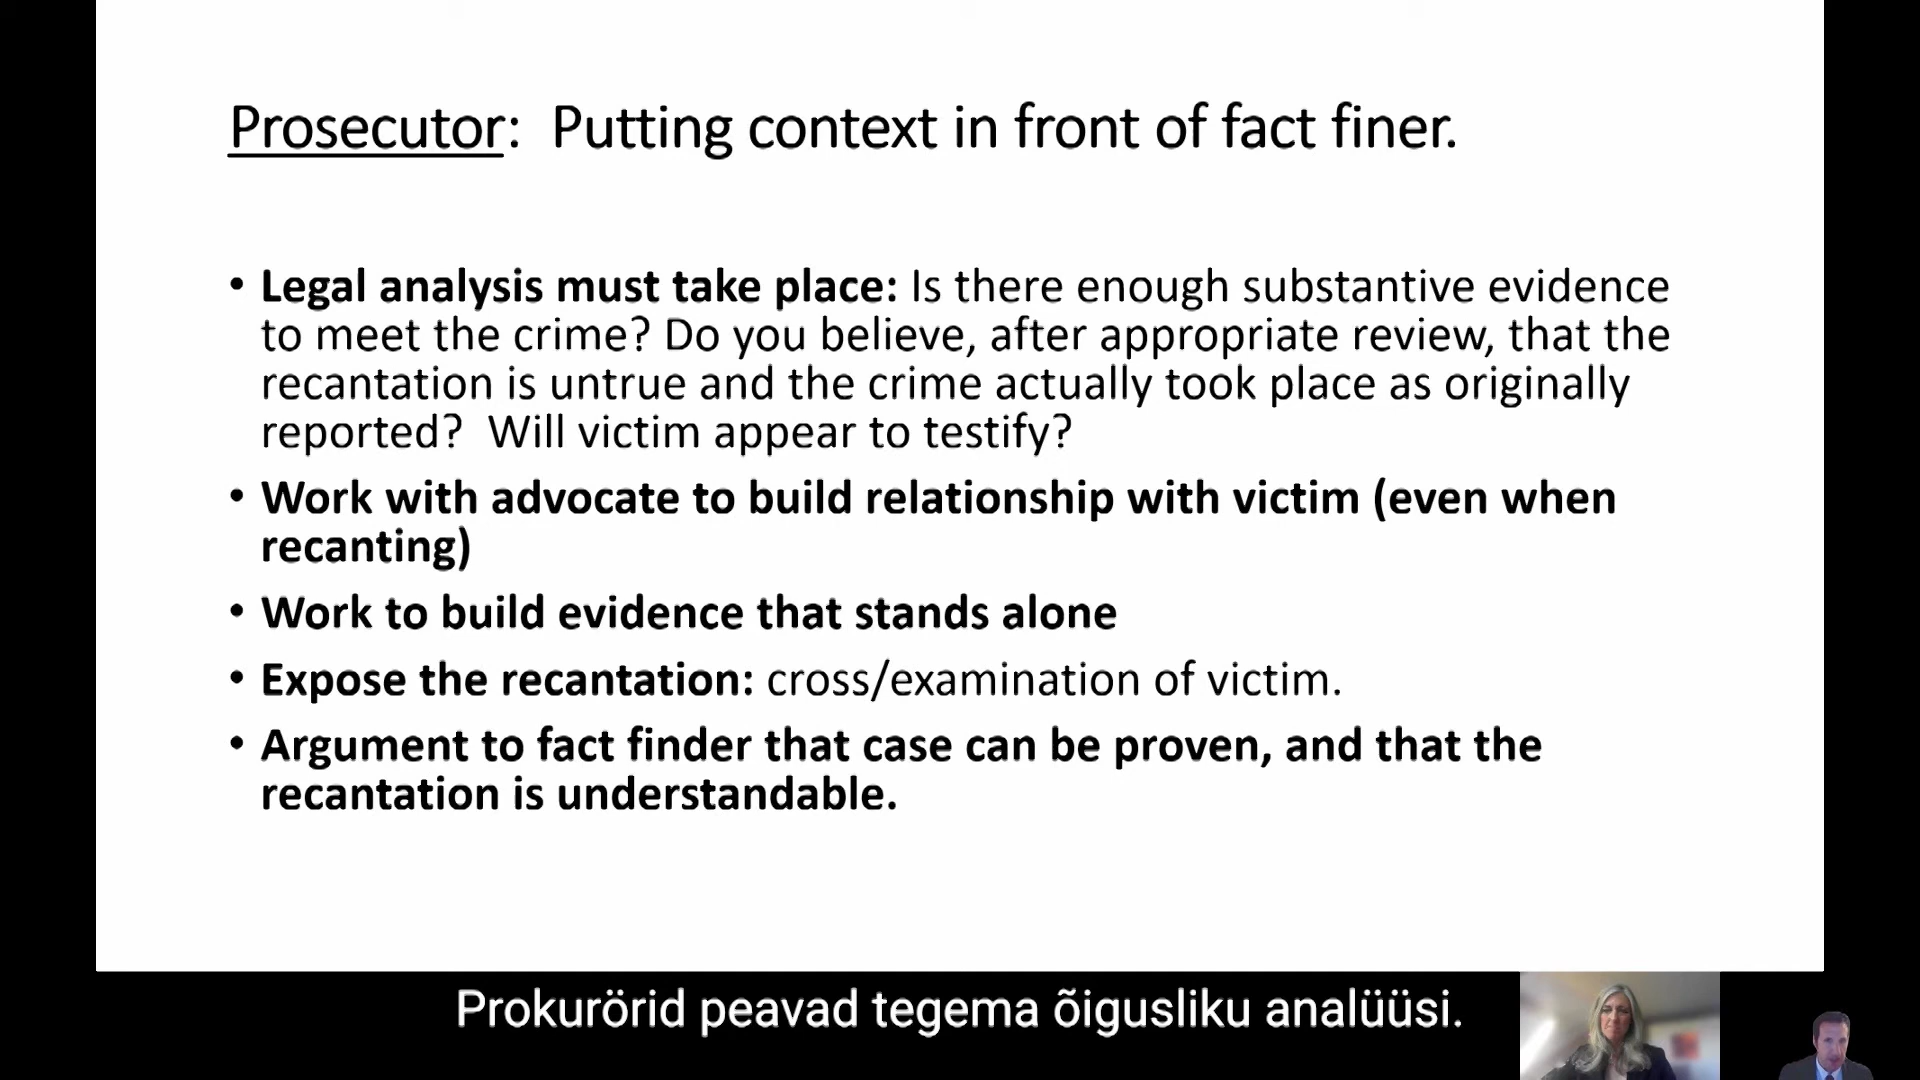 Prosecutor:  Putting context in front of fact finer.
• Legal analysis must take place: Is there enough substantive evidence
to meet the crime? Do you believe, after appropriate review, that the
recantation is untrue and the crime actually took place as originally
reported?  Will victim appear to testify?
• Work with advocate to build relationship with victim (even when
recanting)
• Work to build evidence that stands alone
• Expose the recantation: cross/examination of victim.
• Argument to fact finder that case can be proven, and that the
recantation is understandable.
Prokurörid peavad tegema õigusliku analüüsi.